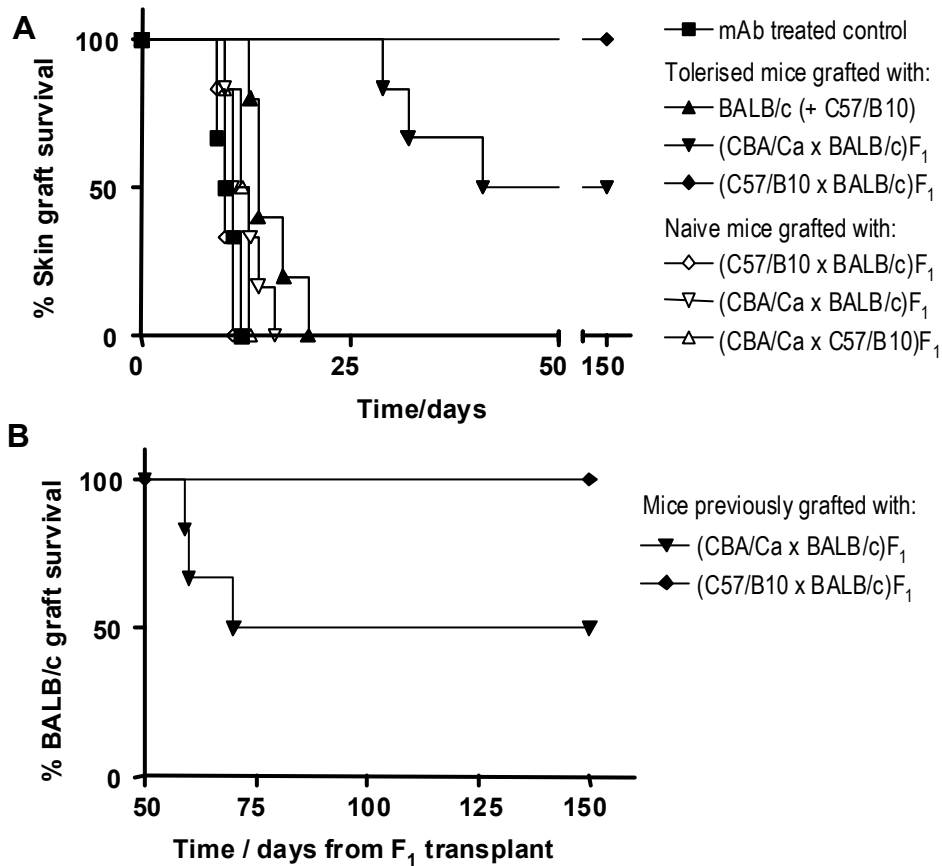 A
% Skin graft survival
100
50
0
0
25
50
150
Time/days
mAb treated control
Tolerised mice grafted with:
BALB/c (+ C57/B10)
(CBA/Ca x BALB/c)F1
(C57/B10 x BALB/c)F1
Naive mice grafted with:
(C57/B10 x BALB/c)F1
(CBA/Ca x BALB/c)F1
(CBA/Ca x C57/B10)F1
B
% BALB/c graft survival
100
50
0
50
75
100
125
150
Time / days from F1 transplant
Mice previously grafted with:
(CBA/Ca x BALB/c)F1
(C57/B10 x BALB/c)F1